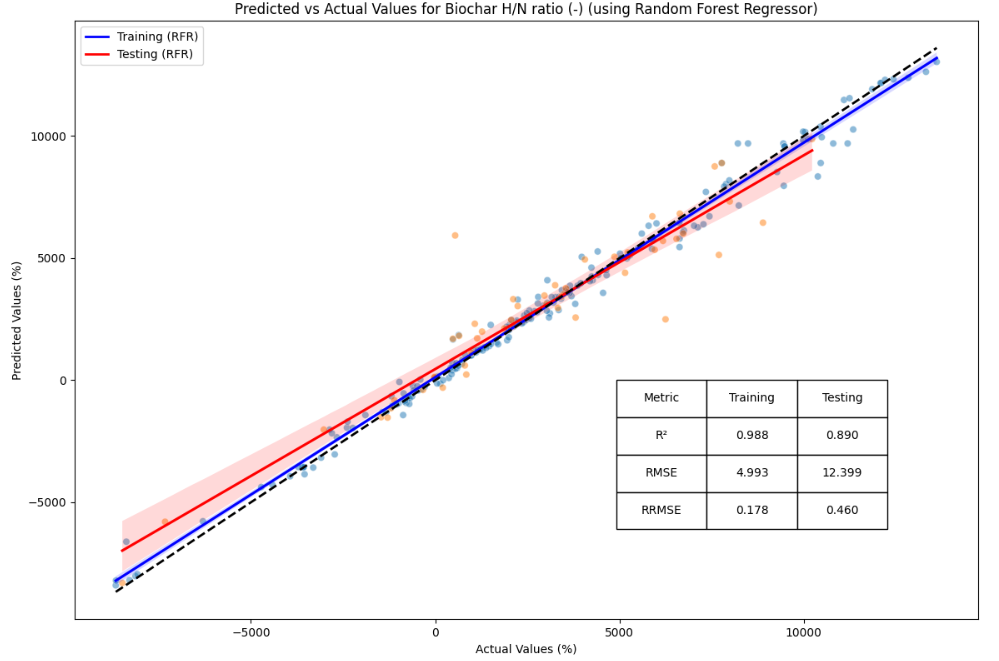 Predicted vs Actual Values for Biochar H/N ratio (-) (using Random Forest Regressor)
Training (RFR)
Testing (RFR)
Predicted Values (%)
10000
5000
0
−5000
Metric Training Testing
R² 0.988 0.890
RMSE 4.993 12.399
RRMSE 0.178 0.460
−5000 0 5000 10000
Actual Values (%)